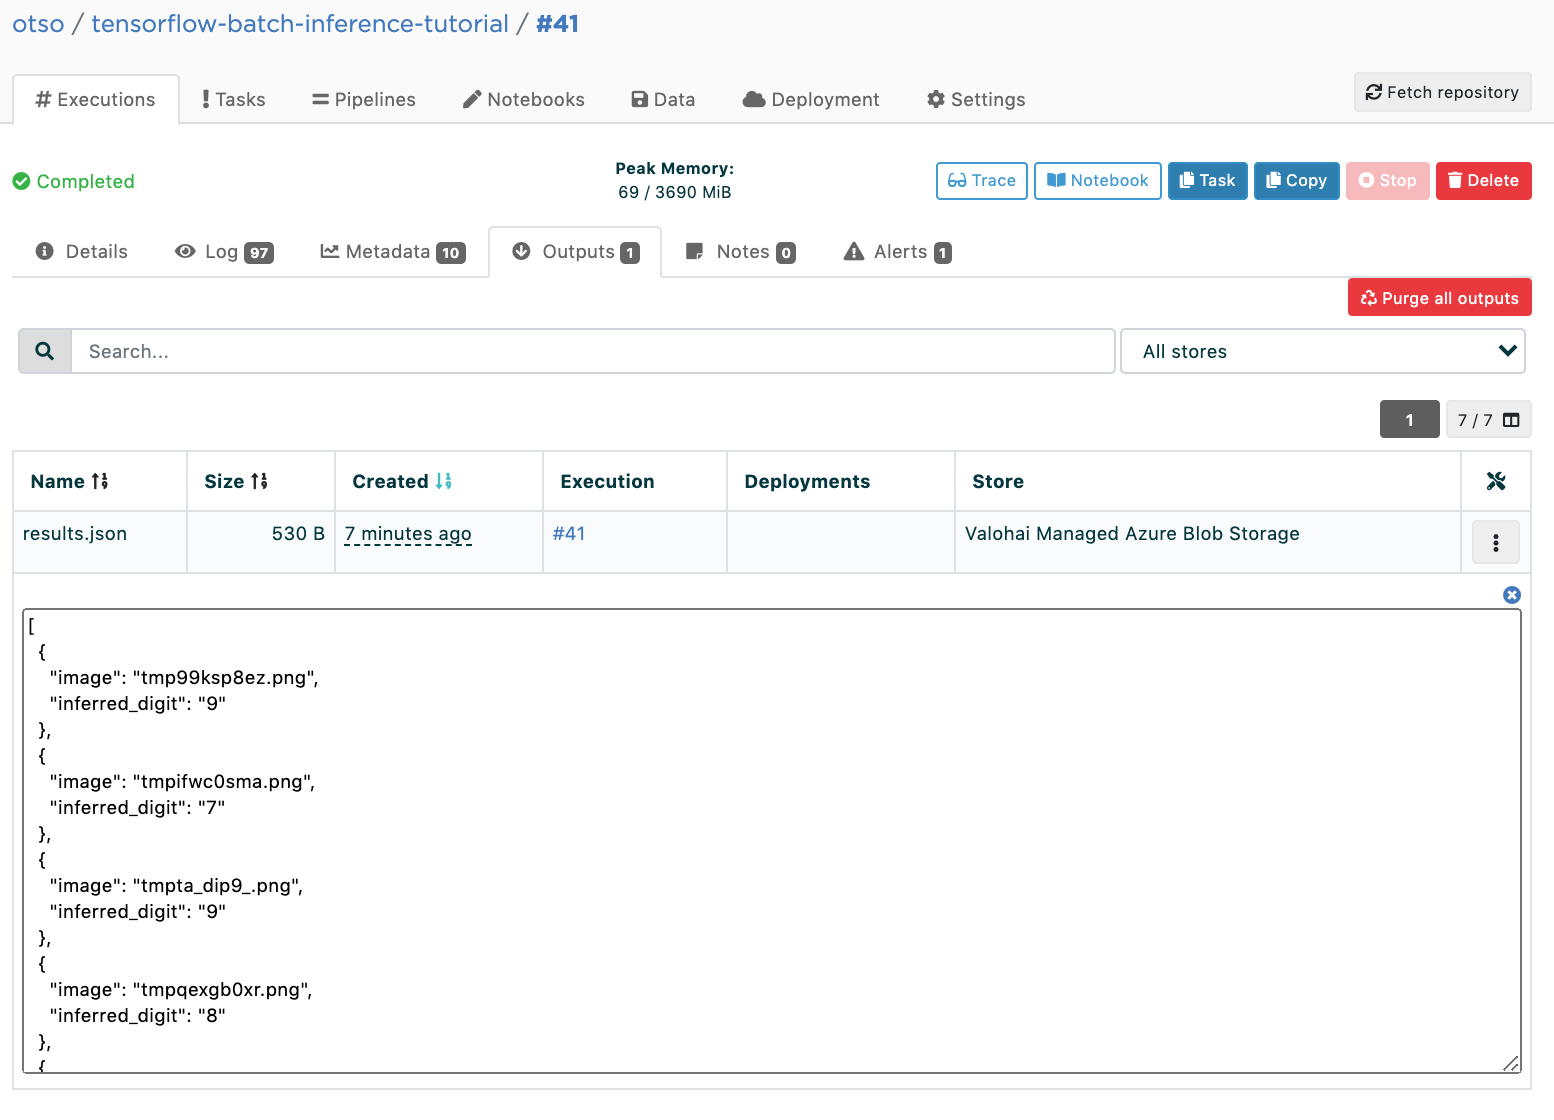 otso / tensorflow-batch-inference-tutorial / #41
# Executions
Tasks
Pipelines
Notebooks
Data
Deployment
Settings
Fetch repository
Completed
Peak Memory:
69 / 3690 MiB
Trace
Notebook
Task
Copy
Stop
Delete
Details
Log 97
Metadata 10
Outputs 1
Notes 0
Alerts 1
Purge all outputs
Search...
All stores
1
7 / 7
Name
Size
Created
Execution
Deployments
Store
results.json
530 B
7 minutes ago
#41
Valohai Managed Azure Blob Storage
[
{
"image": "tmp99ksp8ez.png",
"inferred_digit": "9"
},
{
"image": "tmpifwc0sma.png",
"inferred_digit": "7"
},
{
"image": "tmpta_dip9_.png",
"inferred_digit": "9"
},
{
"image": "tmpqexgb0xr.png",
"inferred_digit": "8"
},
{